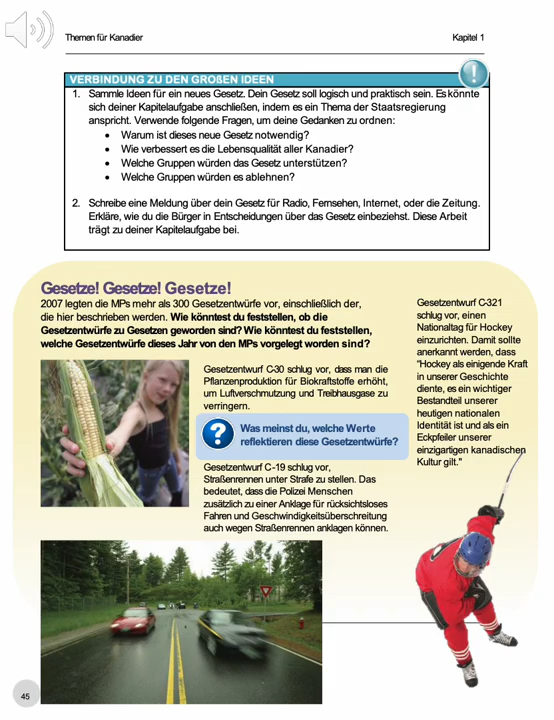 Themen für Kanadier
Kapitel 1
VERBINDUNG ZU DEN GROßEN IDEEN
1. Sammle Ideen für ein neues Gesetz. Dein Gesetz soll logisch und praktisch sein. Es könnte
sich deiner Kapitelaufgabe anschließen, indem es ein Thema der Staatsregierung
anspricht. Verwende folgende Fragen, um deine Gedanken zu ordnen:
• Warum ist dieses neue Gesetz notwendig?
• Wie verbessert es die Lebensqualität aller Kanadier?
• Welche Gruppen würden das Gesetz unterstützen?
• Welche Gruppen würden es ablehnen?
2. Schreibe eine Meldung über dein Gesetz für Radio, Fernsehen, Internet, oder die Zeitung.
Erkläre, wie du die Bürger in Entscheidungen über das Gesetz einbeziehst. Diese Arbeit
trägt zu deiner Kapitelaufgabe bei.
Gesetze! Gesetze! Gesetze!
2007 legten die MPs mehr als 300 Gesetzentwürfe vor, einschließlich der,
die hier beschrieben werden. Wie könntest du feststellen, ob die
Gesetzentwürfe zu Gesetzen geworden sind? Wie könntest du feststellen,
welche Gesetzentwürfe dieses Jahr von den MPs vorgelegt worden sind?
Gesetzentwurf C-30 schlug vor, dass man die
Pflanzenproduktion für Biokraftstoffe erhöht,
um Luftverschmutzung und Treibhausgase zu
verringern.
Was meinst du, welche Werte
reflektieren diese Gesetzentwürfe?
Gesetzentwurf C-19 schlug vor,
Straßenrennen unter Strafe zu stellen. Das
bedeutet, dass die Polizei Menschen
zusätzlich zu einer Anklage für rücksichtsloses
Fahren und Geschwindigkeitsüberschreitung
auch wegen Straßenrennen anklagen können.
Gesetzentwurf C-321
schlug vor, einen
Nationaltag für Hockey
einzurichten. Damit sollte
anerkannt werden, dass
"Hockey als einigende Kraft
in unserer Geschichte
diente, es ein wichtiger
Bestandteil unserer
heutigen nationalen
Identität ist und als ein
Eckpfeiler unserer
einzigartigen kanadischen
Kultur gilt."
45